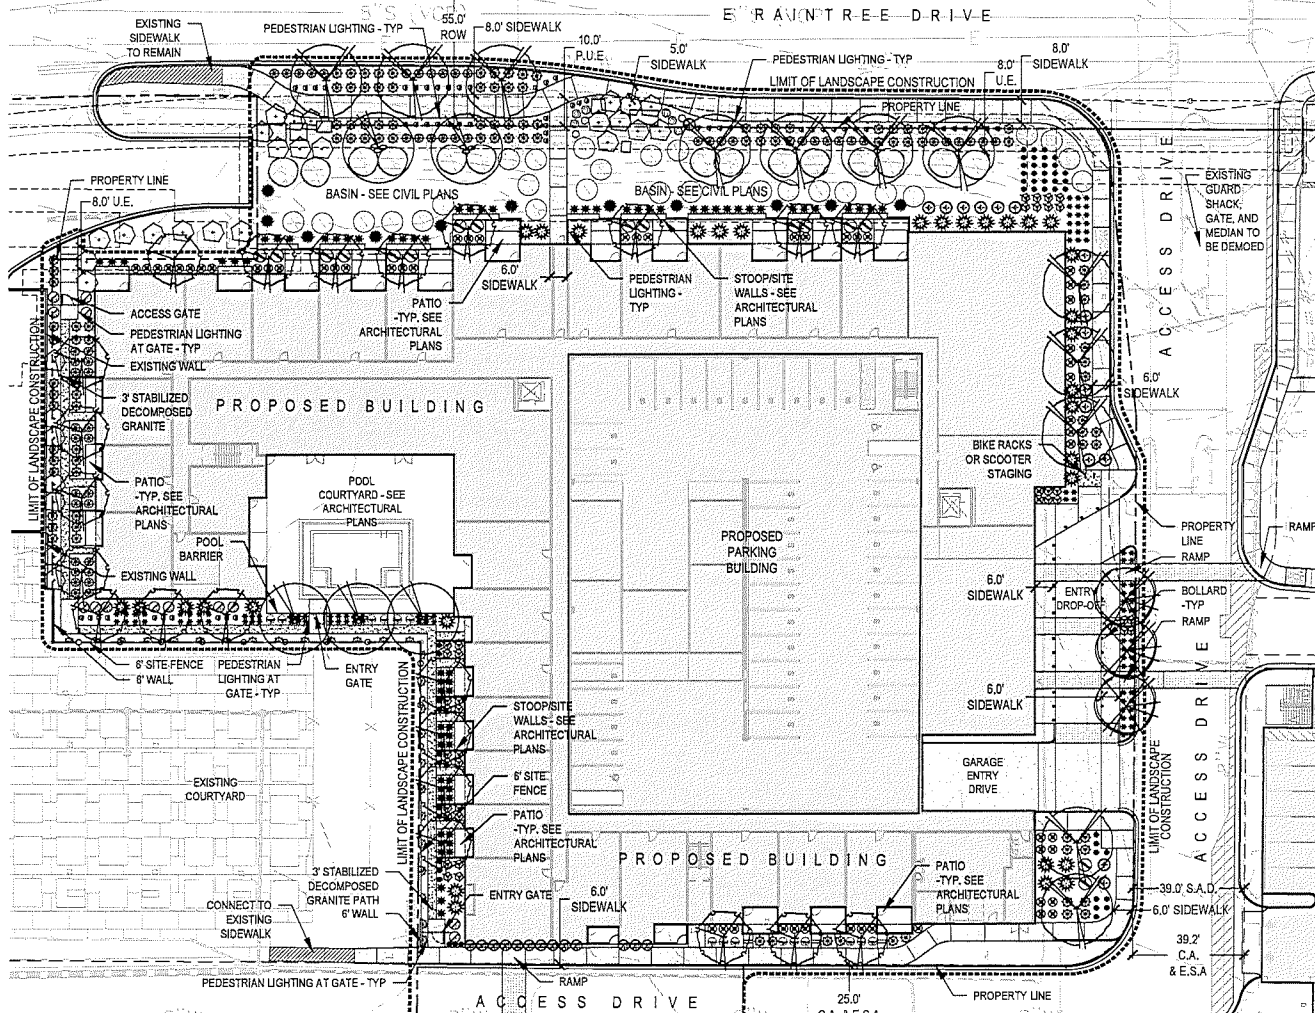 E RAINTREE DRIVE
EXISTING
SIDEWALK
TO REMAIN
PEDESTRIAN LIGHTING - TYP
55.0'
ROW
8.0' SIDEWALK
10.0'
P.U.E.
5.0'
SIDEWALK
PEDESTRIAN LIGHTING - TYP
LIMIT OF LANDSCAPE CONSTRUCTION
8.0'
U.E.
8.0'
SIDEWALK
PROPERTY LINE
PROPERTY LINE
8.0' U.E.
BASIN - SEE CIVIL PLANS
BASIN - SEE CIVIL PLANS
ACCESS DRIVE
EXISTING
GUARD
SHACK,
GATE, AND
MEDIAN TO
BE DEMOED
6.0'
SIDEWALK
PATIO
-TYP. SEE
ARCHITECTURAL
PLANS
PEDESTRIAN
LIGHTING -
TYP
STOOP/SITE
WALLS - SEE
ARCHITECTURAL
PLANS
ACCESS GATE
PEDESTRIAN LIGHTING
AT GATE - TYP
EXISTING WALL
LIMIT OF LANDSCAPE CONSTRUCTION
3' STABILIZED
DECOMPOSED
GRANITE
PROPOSED BUILDING
6.0'
SIDEWALK
BIKE RACKS
OR SCOOTER
STAGING
PATIO
-TYP. SEE
ARCHITECTURAL
PLANS
POOL
COURTYARD - SEE
ARCHITECTURAL
PLANS
POOL
BARRIER
EXISTING WALL
PROPOSED
PARKING
BUILDING
PROPERTY
LINE
RAMP
RAMP
6.0'
SIDEWALK
ENTRY
DROP-OFF
BOLLARD
-TYP
RAMP
6' SITE-FENCE
6' WALL
PEDESTRIAN
LIGHTING AT
GATE - TYP
ENTRY
GATE
LIMIT OF LANDSCAPE CONSTRUCTION
6.0'
SIDEWALK
ACCESS DRIVE
STOOP/SITE
WALLS - SEE
ARCHITECTURAL
PLANS
EXISTING
COURTYARD
6' SITE
FENCE
GARAGE
ENTRY
DRIVE
LIMIT OF LANDSCAPE
CONSTRUCTION
PATIO
-TYP. SEE
ARCHITECTURAL
PLANS
PROPOSED BUILDING
PATIO
-TYP. SEE
ARCHITECTURAL
PLANS
3' STABILIZED
DECOMPOSED
GRANITE PATH
6' WALL
ENTRY GATE
6.0'
SIDEWALK
39.0' S.A.D.
6.0' SIDEWALK
CONNECT TO
EXISTING
SIDEWALK
39.2'
C.A.
& E.S.A
PEDESTRIAN LIGHTING AT GATE - TYP
RAMP
ACCESS DRIVE
25.0'
PROPERTY LINE